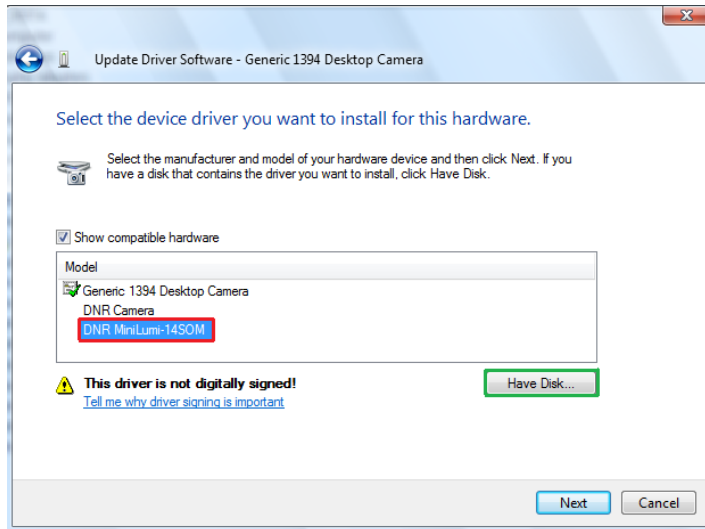 Update Driver Software - Generic 1394 Desktop Camera
Select the device driver you want to install for this hardware.
Select the manufacturer and model of your hardware device and then click Next. If you
have a disk that contains the driver you want to install, click Have Disk.
Show compatible hardware
Model
Generic 1394 Desktop Camera
DNR Camera
DNR MiniLumi-14SOM
This driver is not digitally signed!
Have Disk...
Tell me why driver signing is important
Next
Cancel